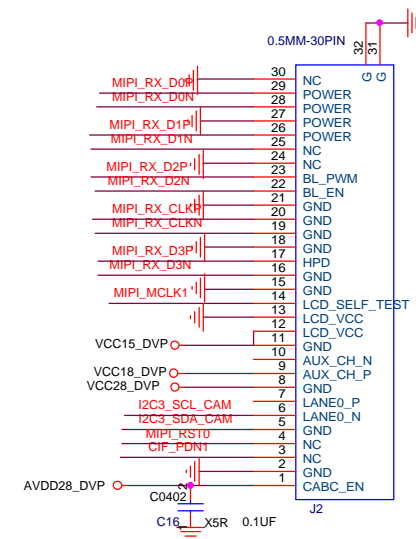 0.5MM-30PIN
32
31
G
G
30 NC
MIPI_RX_D0P 29 POWER
MIPI_RX_D0N 28 POWER
27 POWER
MIPI_RX_D1P 26 POWER
MIPI_RX_D1N 25 NC
24 NC
MIPI_RX_D2P 23 BL_PWM
MIPI_RX_D2N 22 BL_EN
21 GND
MIPI_RX_CLKP 20 GND
MIPI_RX_CLKN 19 GND
18 GND
MIPI_RX_D3P 17 HPD
MIPI_RX_D3N 16 GND
15 GND
MIPI_MCLK1 14 LCD_SELF_TEST
13 LCD_VCC
12 LCD_VCC
VCC15_DVP 11 GND
10 AUX_CH_N
VCC18_DVP 9 AUX_CH_P
VCC28_DVP 8 GND
7 LANE0_P
I2C3_SCL_CAM 6 LANE0_N
I2C3_SDA_CAM 5 GND
MIPI_RST0 4 NC
CIF_PDN1 3 NC
2 GND
AVDD28_DVP 1 CABC_EN
C0402 2
J2
C16 1 X5R 0.1UF